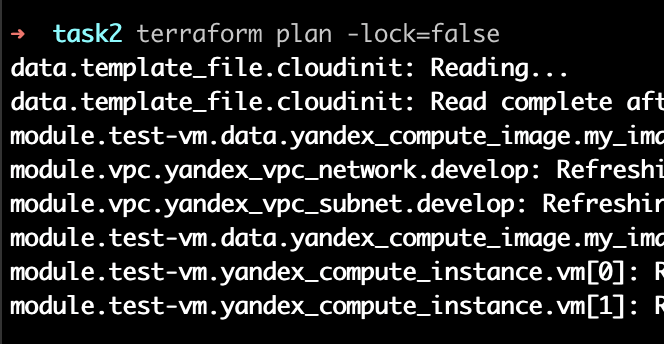 → task2 terraform plan -lock=false
data.template_file.cloudinit: Reading...
data.template_file.cloudinit: Read complete aft
module.test-vm.data.yandex_compute_image.my_ima
module.vpc.yandex_vpc_network.develop: Refreshi
module.vpc.yandex_vpc_subnet.develop: Refreshin
module.test-vm.data.yandex_compute_image.my_ima
module.test-vm.yandex_compute_instance.vm[0]: R
module.test-vm.yandex_compute_instance.vm[1]: R